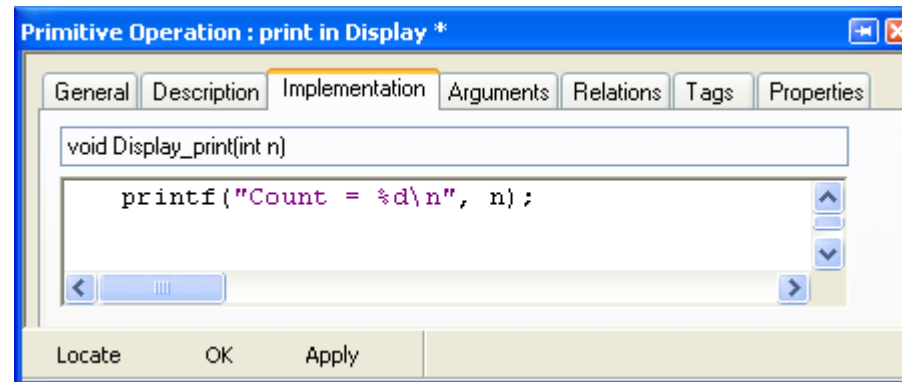 Primitive Operation : print in Display *
General Description Implementation Arguments Relations Tags Properties
void Display_print(int n)
printf("Count = %d\n", n);
Locate OK Apply